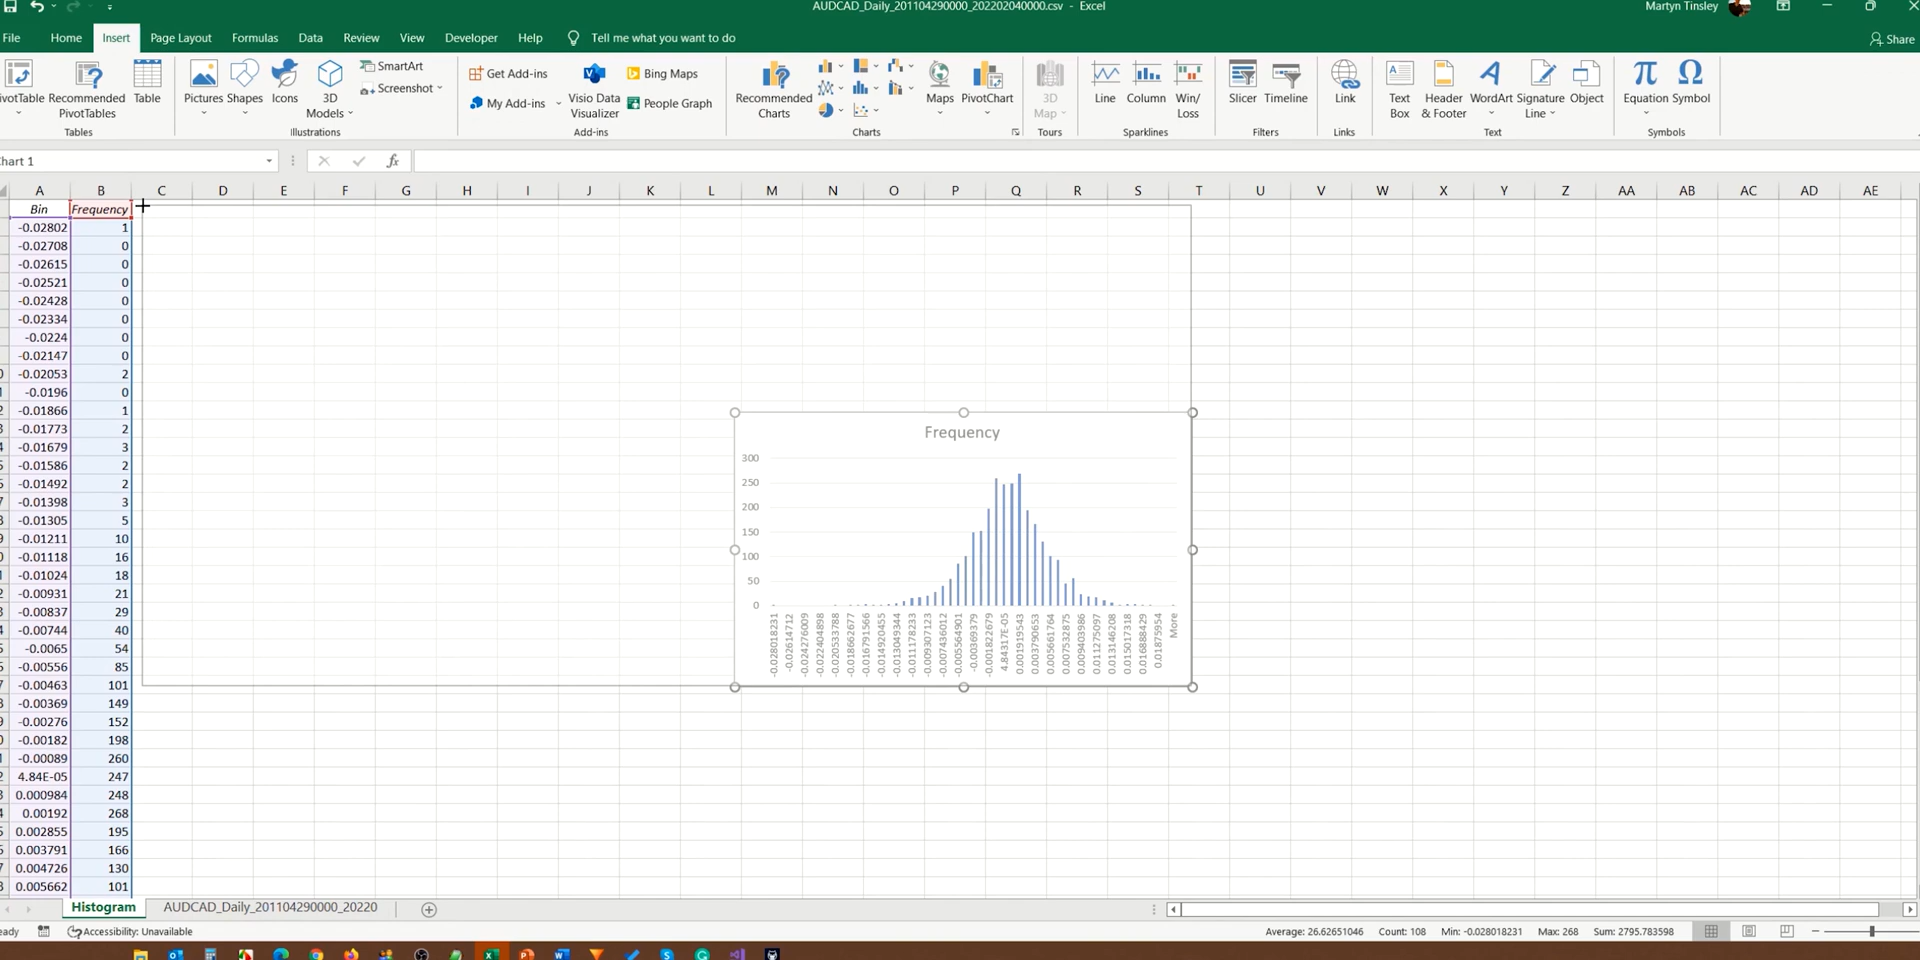 AUDCAD_Daily_201104290000_202202040000.csv - Excel
Martyn Tinsley
File Home Insert Page Layout Formulas Data Review View Developer Help Tell me what you want to do
Share
ivotTable
Recommended PivotTables
Table
Tables
Pictures
Shapes
Icons
3D Models
SmartArt
Screenshot
Illustrations
Get Add-ins
My Add-ins
Visio Data Visualizer
Bing Maps
People Graph
Add-ins
Recommended Charts
Maps
PivotChart
Charts
3D Map
Tours
Line
Column
Win/ Loss
Sparklines
Slicer
Timeline
Filters
Link
Links
Text Box
Header & Footer
WordArt
Signature Line
Object
Text
Equation
Symbol
Symbols
hart 1
fx
A B C D E F G H I J K L M N O P Q R S T U V W X Y Z AA AB AC AD AE
Bin Frequency
-0.02802 1
-0.02708 0
-0.02615 0
-0.02521 0
-0.02428 0
-0.02334 0
-0.0224 0
-0.02147 0
-0.02053 2
-0.0196 0
-0.01866 1
-0.01773 2
-0.01679 3
-0.01586 2
-0.01492 2
-0.01398 3
-0.01305 5
-0.01211 10
-0.01118 16
-0.01024 18
-0.00931 21
-0.00837 29
-0.00744 40
-0.0065 54
-0.00556 85
-0.00463 101
-0.00369 149
-0.00276 152
-0.00182 198
-0.00089 260
4.84E-05 247
0.000984 248
0.00192 268
0.002855 195
0.003791 166
0.004726 130
0.005662 101
Frequency
300
250
200
150
100
50
0
-0.028018231
-0.02614712
-0.024276009
-0.022404898
-0.020533788
-0.018662677
-0.016791566
-0.014920455
-0.013049344
-0.011178233
-0.009307123
-0.007436012
-0.005564901
-0.00369379
-0.001822679
4.84317E-05
0.001919543
0.003790653
0.005661764
0.007532875
0.009403986
0.011275097
0.013146208
0.015017318
0.016888429
0.01875954
More
Histogram AUDCAD_Daily_201104290000_20220
eady Accessibility: Unavailable Average: 26.62651046 Count: 108 Min: -0.028018231 Max: 268 Sum: 2795.783598